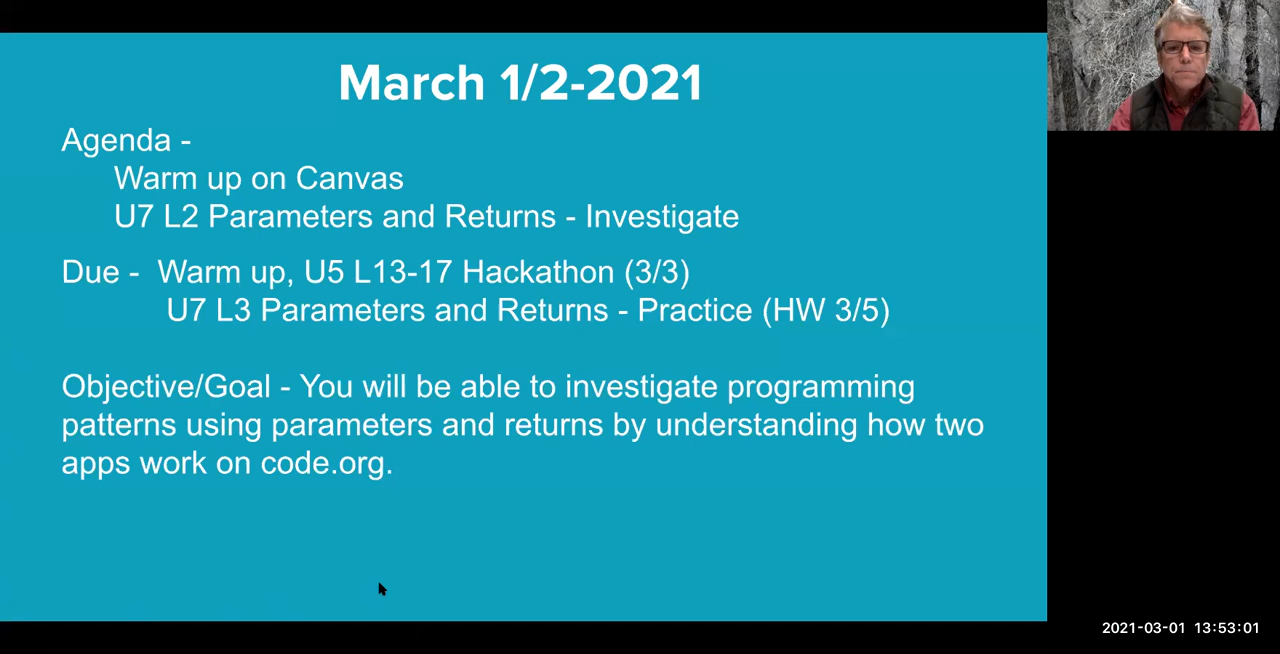 March 1/2-2021
Agenda -
Warm up on Canvas
U7 L2 Parameters and Returns - Investigate
Due - Warm up, U5 L13-17 Hackathon (3/3)
U7 L3 Parameters and Returns - Practice (HW 3/5)
Objective/Goal - You will be able to investigate programming
patterns using parameters and returns by understanding how two
apps work on code.org.
2021-03-01 13:53:01